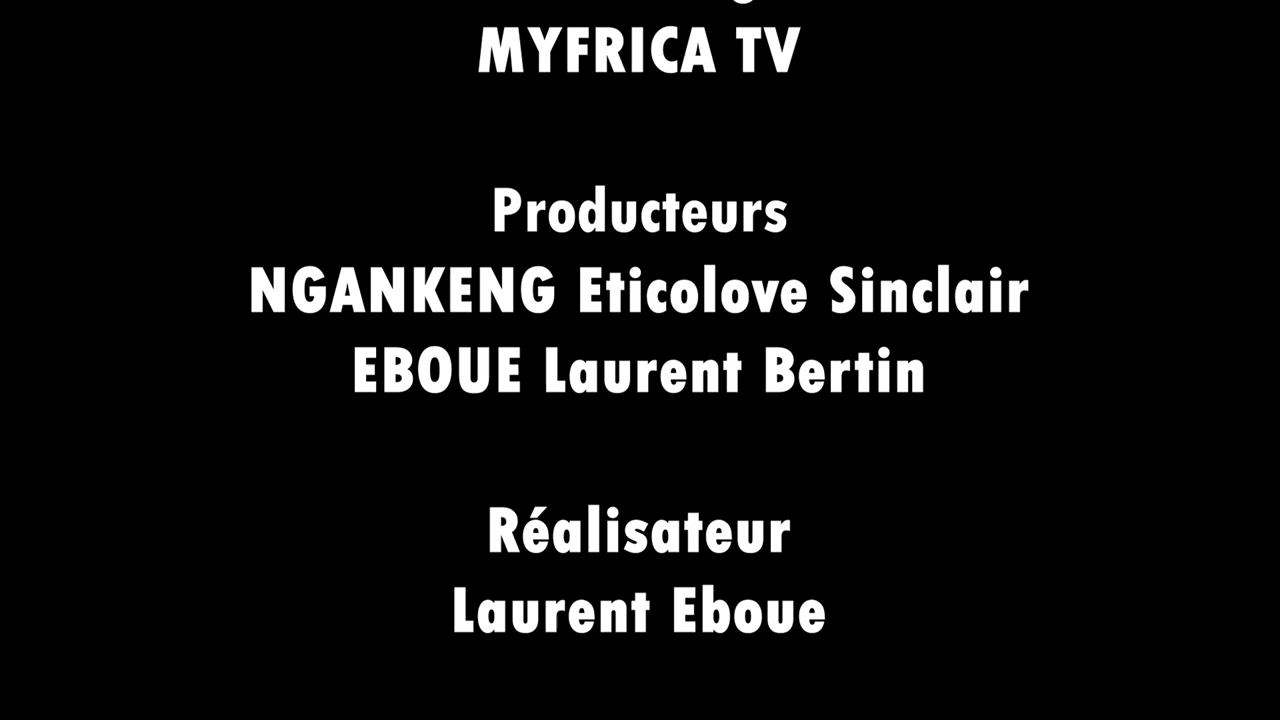 MYFRICA TV
Producteurs
NGANKENG Eticolove Sinclair
EBOUE Laurent Bertin
Réalisateur
Laurent Eboue